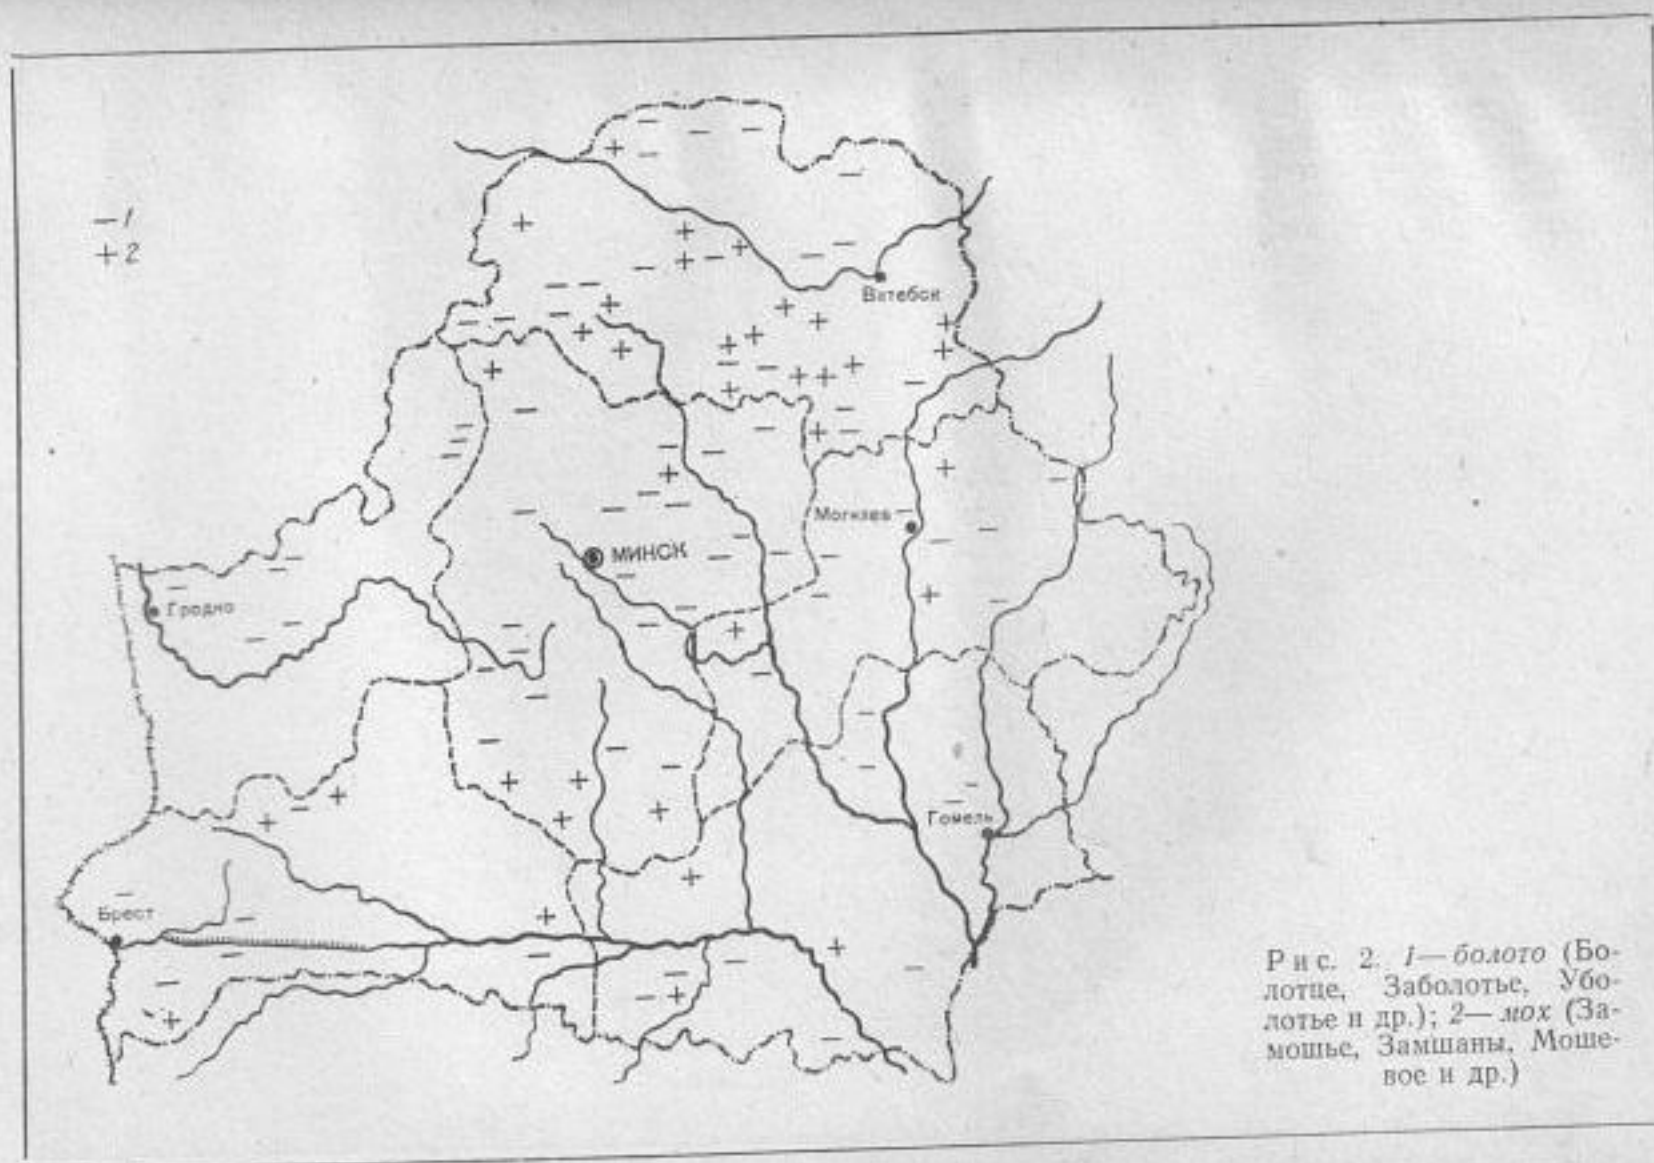 — 1
+ 2
Витебск
Могилев
МИНСК
Гродно
Гомель
Брест
Рис. 2. 1 — болото (Бо-
лотце, Заболотье, Убо-
лотье и др.); 2 — мох (За-
мошье, Замшаны, Моше-
вое и др.)